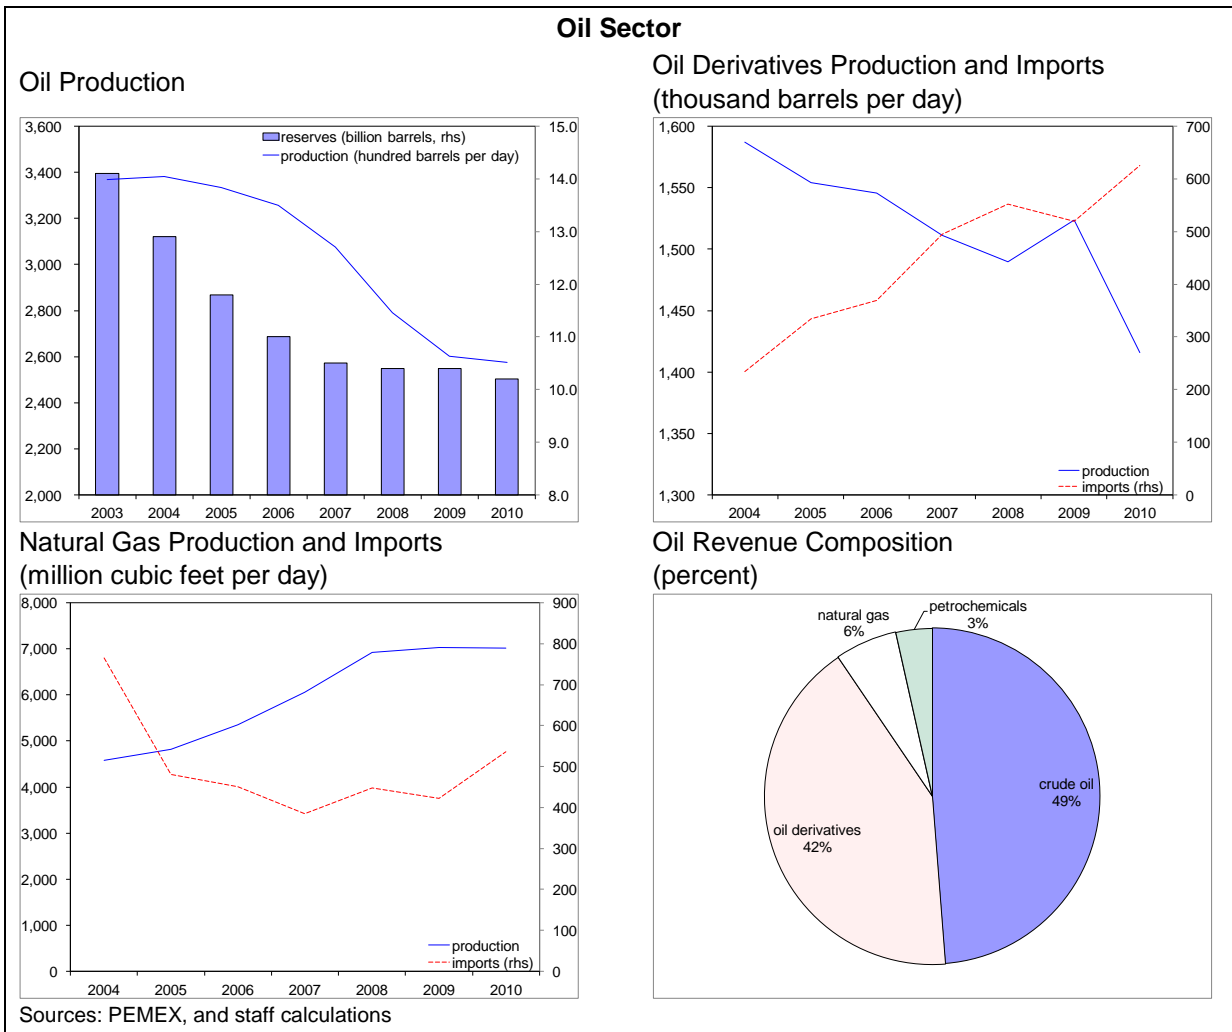 Oil Sector
Oil Production
3,600
3,400
3,200
3,000
2,800
2,600
2,400
2,200
2,000
15.0
14.0
13.0
12.0
11.0
10.0
9.0
8.0
reserves (billion barrels, rhs)
production (hundred barrels per day)
2003 2004 2005 2006 2007 2008 2009 2010
Oil Derivatives Production and Imports
(thousand barrels per day)
1,600
1,550
1,500
1,450
1,400
1,350
1,300
700
600
500
400
300
200
100
0
production
imports (rhs)
2004 2005 2006 2007 2008 2009 2010
Natural Gas Production and Imports
(million cubic feet per day)
8,000
7,000
6,000
5,000
4,000
3,000
2,000
1,000
0
900
800
700
600
500
400
300
200
100
0
production
imports (rhs)
2004 2005 2006 2007 2008 2009 2010
Oil Revenue Composition
(percent)
natural gas
6%
petrochemicals
3%
crude oil
49%
oil derivatives
42%
Sources: PEMEX, and staff calculations